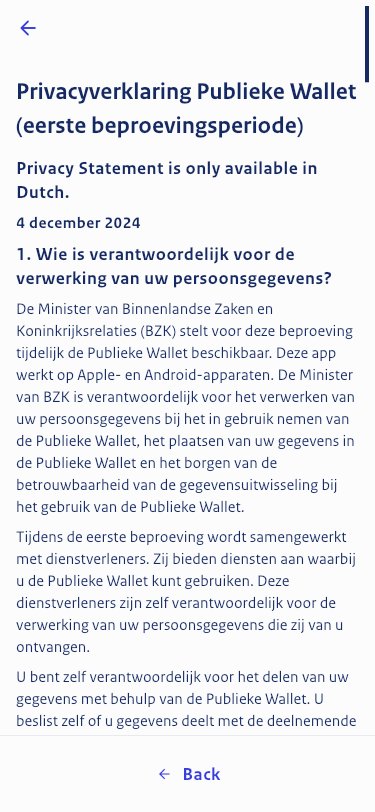 Privacyverklaring Publieke Wallet
(eerste beproevingsperiode)
Privacy Statement is only available in
Dutch.
4 december 2024
1. Wie is verantwoordelijk voor de
verwerking van uw persoonsgegevens?
De Minister van Binnenlandse Zaken en
Koninkrijksrelaties (BZK) stelt voor deze beproeving
tijdelijk de Publieke Wallet beschikbaar. Deze app
werkt op Apple- en Android-apparaten. De Minister
van BZK is verantwoordelijk voor het verwerken van
uw persoonsgegevens bij het in gebruik nemen van
de Publieke Wallet, het plaatsen van uw gegevens in
de Publieke Wallet en het borgen van de
betrouwbaarheid van de gegevensuitwisseling bij
het gebruik van de Publieke Wallet.
Tijdens de eerste beproeving wordt samengewerkt
met dienstverleners. Zij bieden diensten aan waarbij
u de Publieke Wallet kunt gebruiken. Deze
dienstverleners zijn zelf verantwoordelijk voor de
verwerking van uw persoonsgegevens die zij van u
ontvangen.
U bent zelf verantwoordelijk voor het delen van uw
gegevens met behulp van de Publieke Wallet. U
beslist zelf of u gegevens deelt met de deelnemende
Back